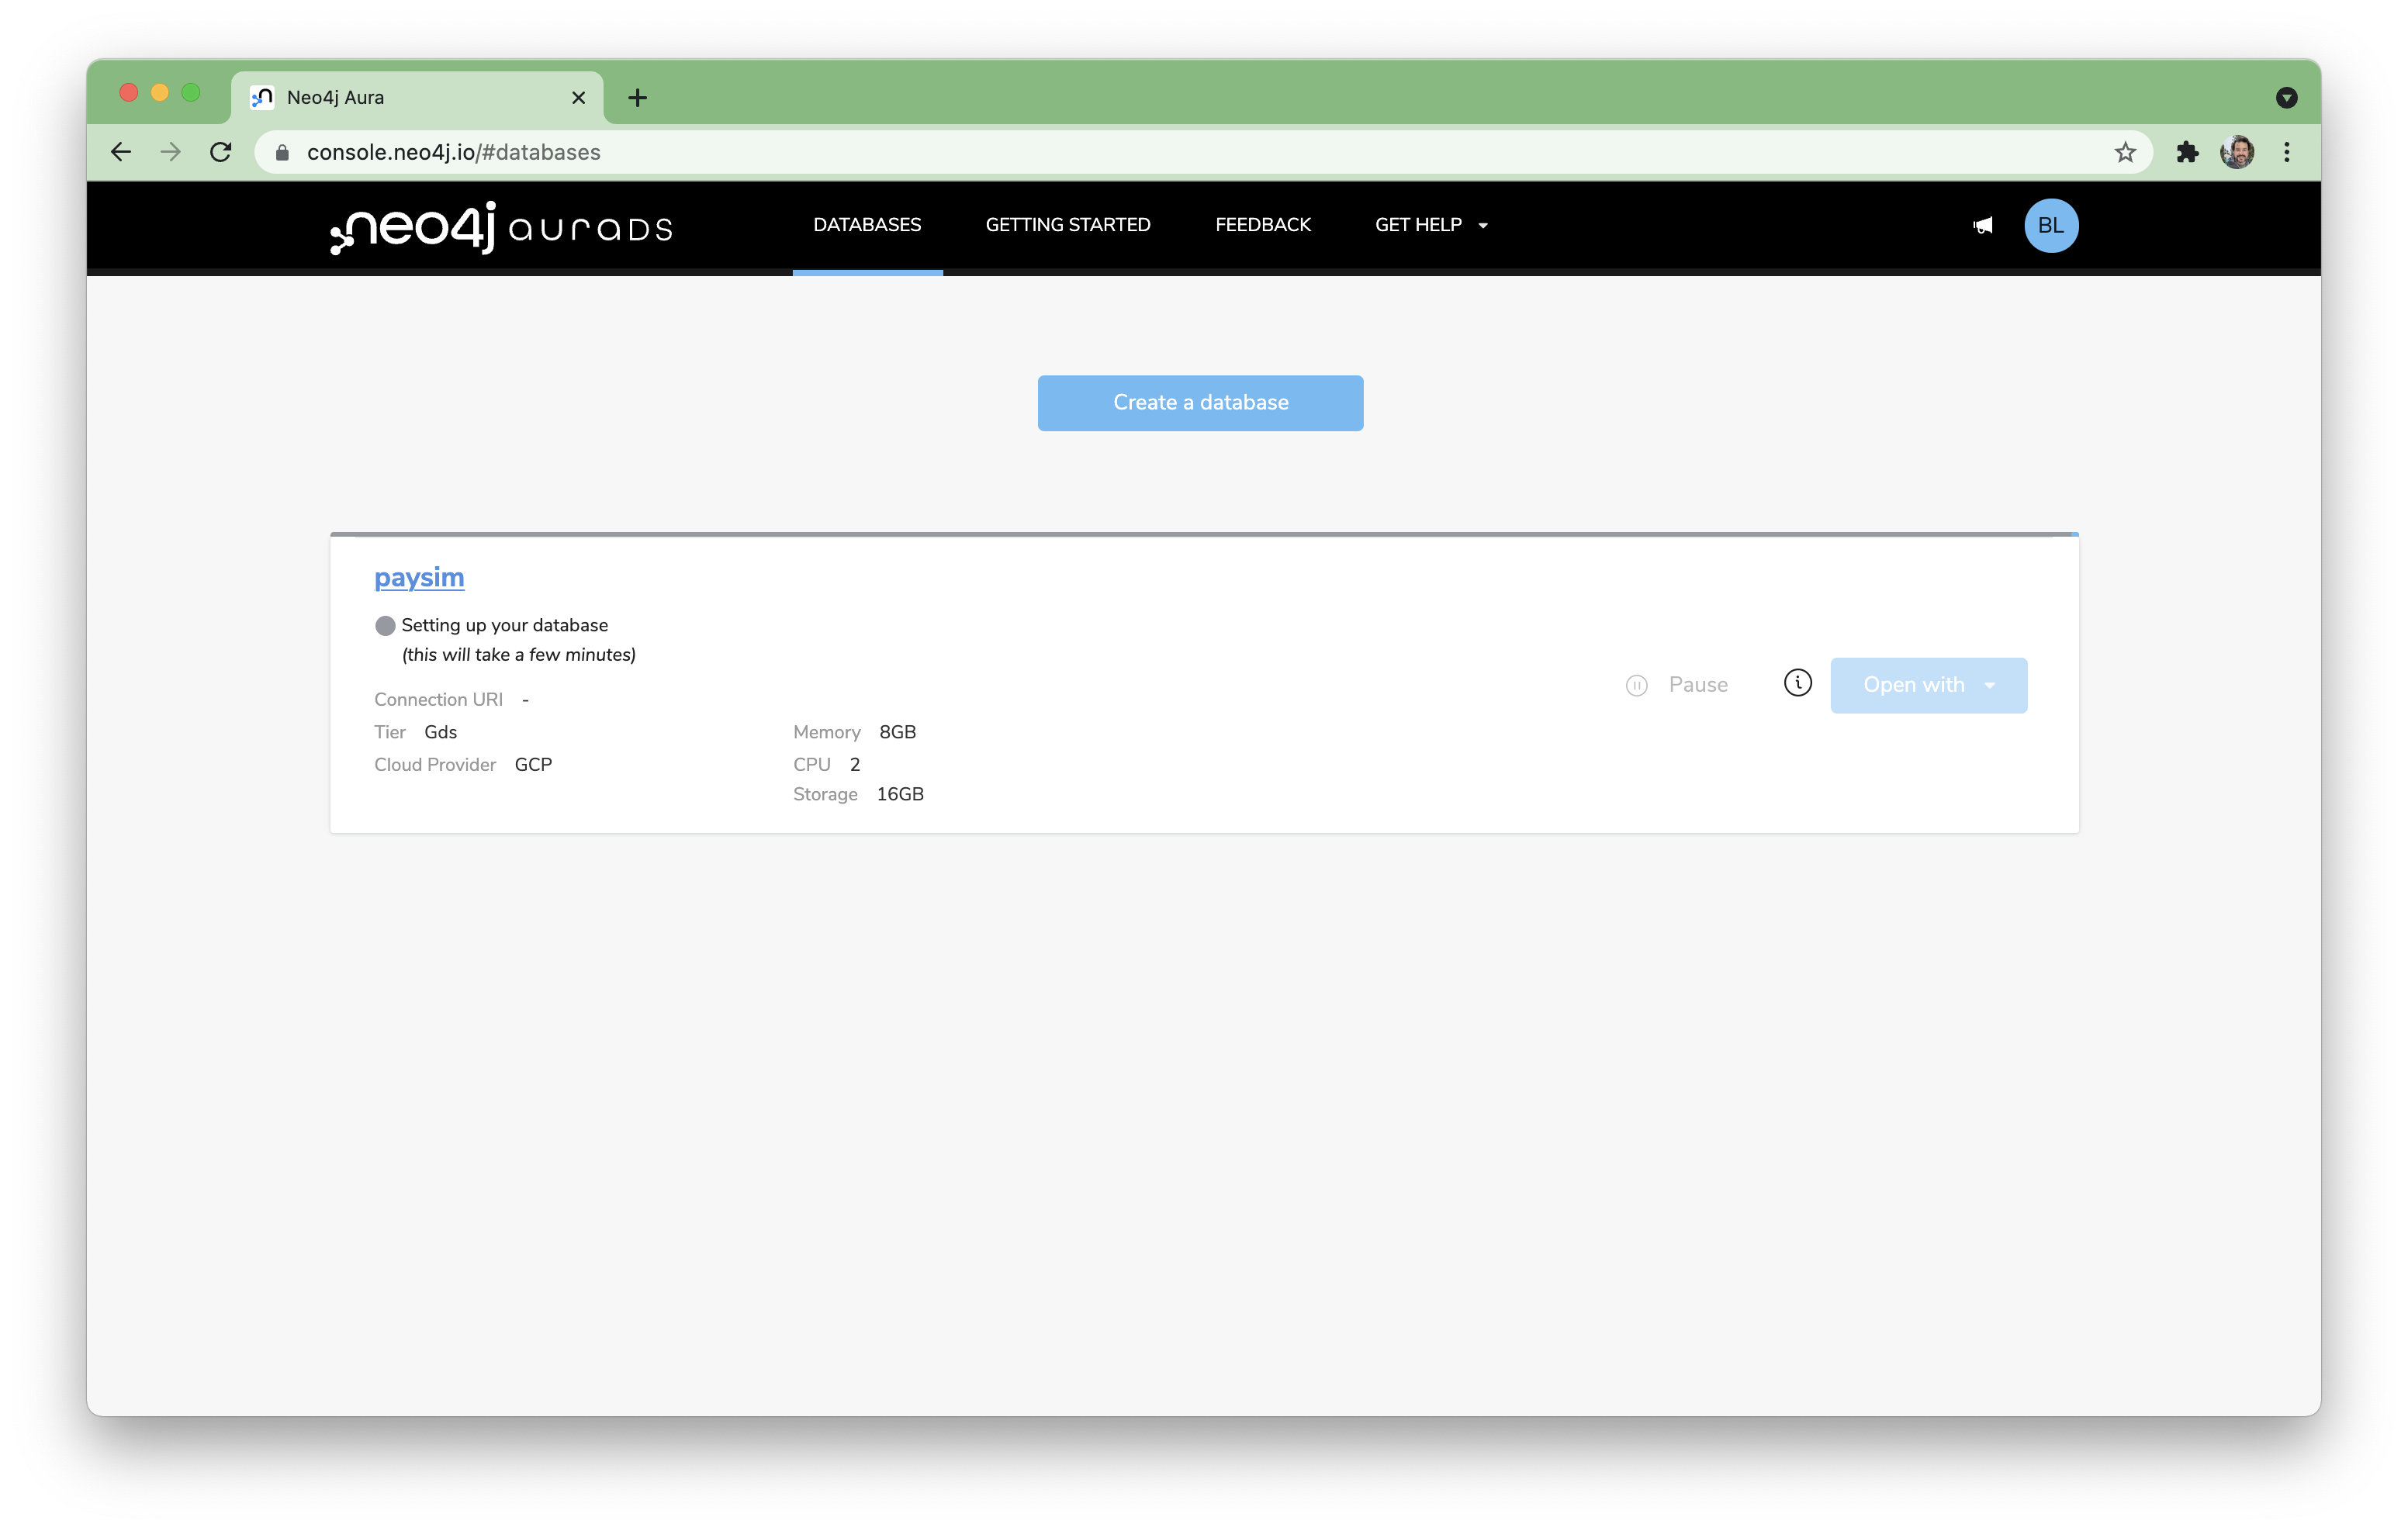 Neo4j Aura
console.neo4j.io/#databases
neo4j auraDS
DATABASES
GETTING STARTED
FEEDBACK
GET HELP
BL
Create a database
paysim
Setting up your database
(this will take a few minutes)
Pause
Open with
Connection URI -
Tier Gds
Memory 8GB
Cloud Provider GCP
CPU 2
Storage 16GB